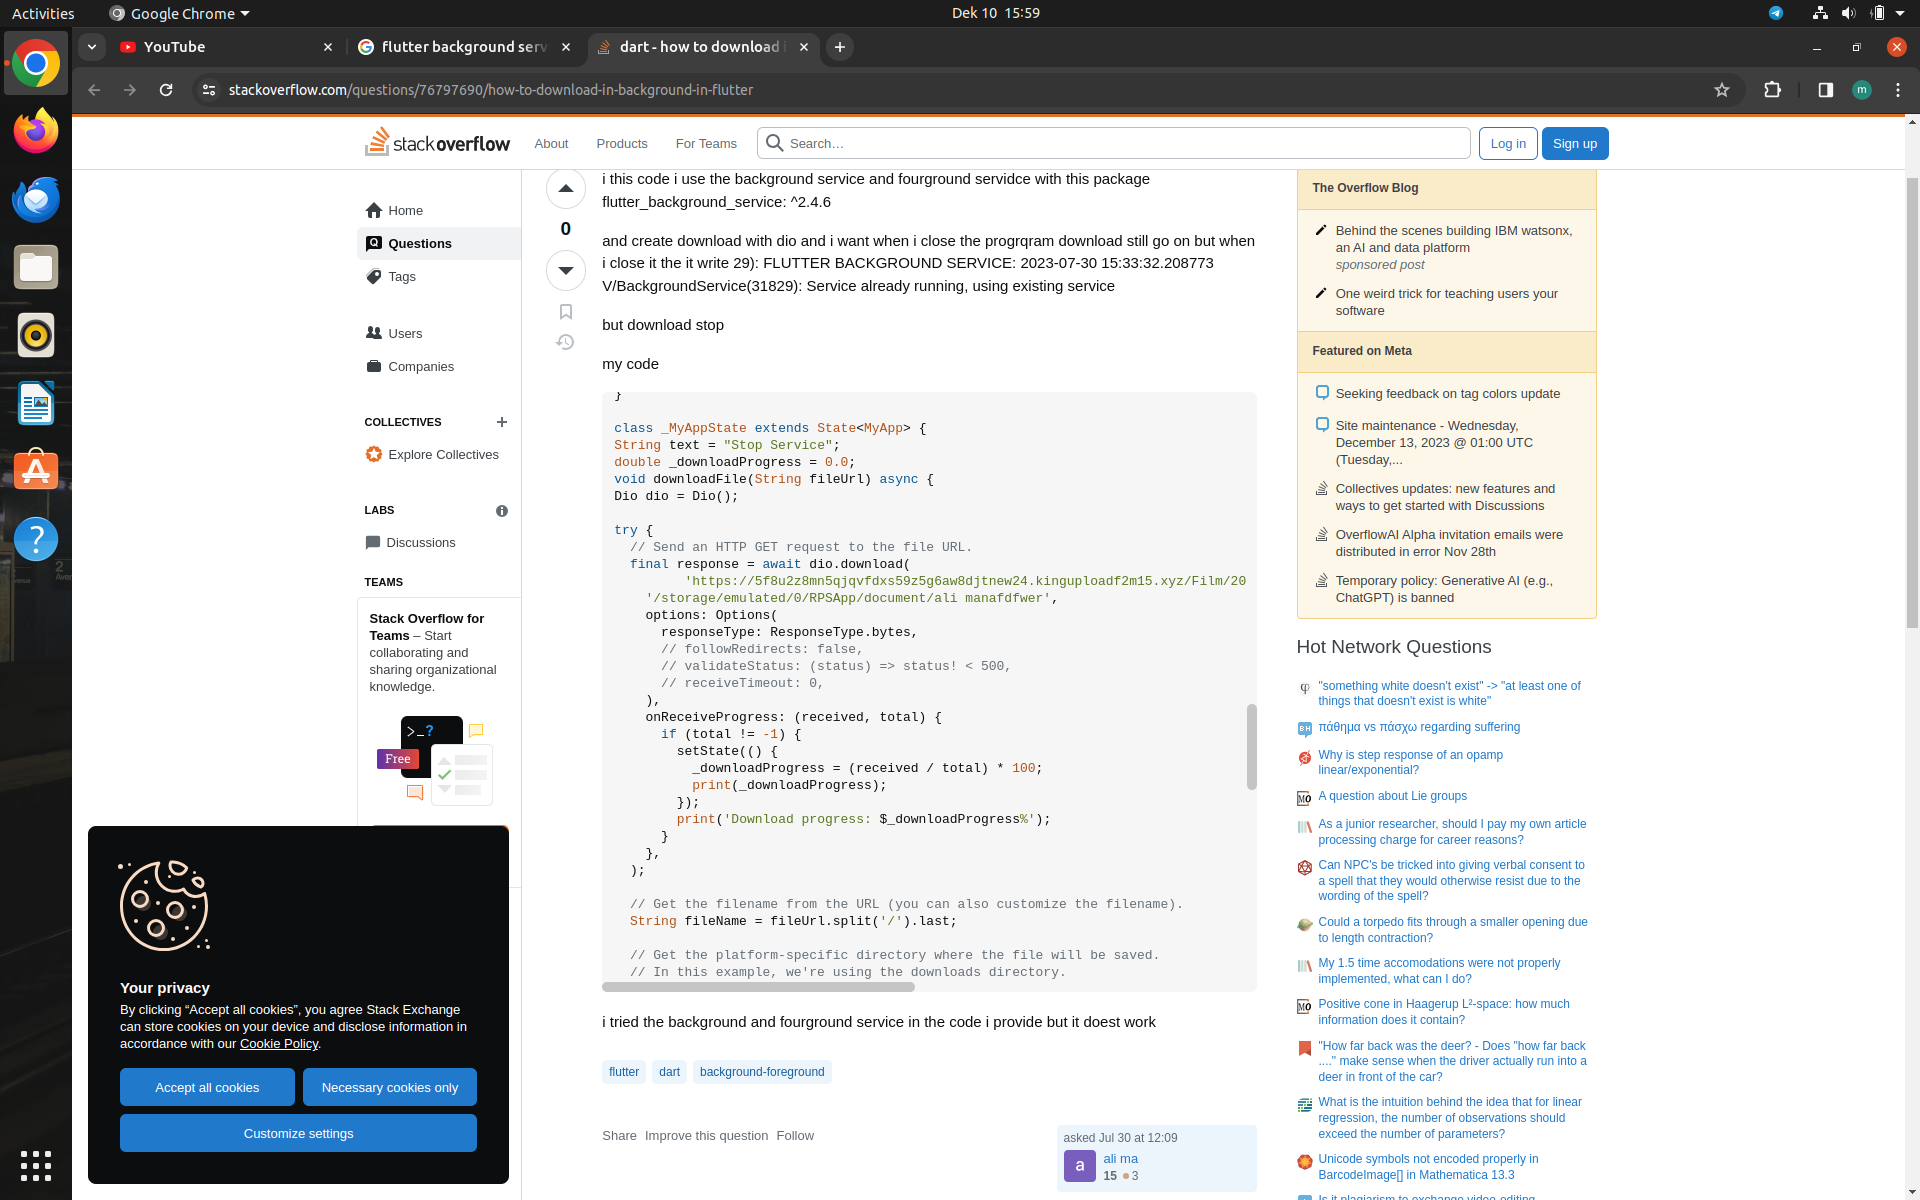 Activities
Google Chrome
Dek 10 15:59
YouTube
flutter background serv
dart - how to download i
stackoverflow.com/questions/76797690/how-to-download-in-background-in-flutter
m
stack overflow
About
Products
For Teams
Search…
Log in
Sign up
Home
Questions
Tags
Users
Companies
COLLECTIVES
Explore Collectives
LABS
Discussions
TEAMS
Stack Overflow for
Teams – Start
collaborating and
sharing organizational
knowledge.
>_?
Free
0
i this code i use the background service and fourground servidce with this package
flutter_background_service: ^2.4.6
and create download with dio and i want when i close the progrqram download still go on but when
i close it the it write 29): FLUTTER BACKGROUND SERVICE: 2023-07-30 15:33:32.208773
V/BackgroundService(31829): Service already running, using existing service
but download stop
my code
}
class _MyAppState extends State<MyApp> {
String text = "Stop Service";
double _downloadProgress = 0.0;
void downloadFile(String fileUrl) async {
Dio dio = Dio();
try {
// Send an HTTP GET request to the file URL.
final response = await dio.download(
'https://5f8u2z8mn5qjqvfdxs59z5g6aw8djtnew24.kinguploadf2m15.xyz/Film/20
'/storage/emulated/0/RPSApp/document/ali manafdfwer',
options: Options(
responseType: ResponseType.bytes,
// followRedirects: false,
// validateStatus: (status) => status! < 500,
// receiveTimeout: 0,
),
onReceiveProgress: (received, total) {
if (total != -1) {
setState(() {
_downloadProgress = (received / total) * 100;
print(_downloadProgress);
});
print('Download progress: $_downloadProgress%');
}
},
);
// Get the filename from the URL (you can also customize the filename).
String fileName = fileUrl.split('/').last;
// Get the platform-specific directory where the file will be saved.
// In this example, we're using the downloads directory.
i tried the background and fourground service in the code i provide but it doest work
flutter
dart
background-foreground
Share
Improve this question
Follow
asked Jul 30 at 12:09
a
ali ma
15
3
The Overflow Blog
Behind the scenes building IBM watsonx,
an AI and data platform
sponsored post
One weird trick for teaching users your
software
Featured on Meta
Seeking feedback on tag colors update
Site maintenance - Wednesday,
December 13, 2023 @ 01:00 UTC
(Tuesday,...
Collectives updates: new features and
ways to get started with Discussions
OverflowAI Alpha invitation emails were
distributed in error Nov 28th
Temporary policy: Generative AI (e.g.,
ChatGPT) is banned
Hot Network Questions
"something white doesn't exist" -> "at least one of
things that doesn't exist is white"
πάθημα vs πάσχω regarding suffering
Why is step response of an opamp
linear/exponential?
A question about Lie groups
As a junior researcher, should I pay my own article
processing charge for career reasons?
Can NPC's be tricked into giving verbal consent to
a spell that they would otherwise resist due to the
wording of the spell?
Could a torpedo fits through a smaller opening due
to length contraction?
My 1.5 time accomodations were not properly
implemented, what can I do?
Positive cone in Haagerup L²-space: how much
information does it contain?
"How far back was the deer? - Does "how far back
...." make sense when the driver actually run into a
deer in front of the car?
What is the intuition behind the idea that for linear
regression, the number of observations should
exceed the number of parameters?
Unicode symbols not encoded properly in
BarcodeImage[] in Mathematica 13.3
Is it plagiarism to exchange video-editing
Your privacy
By clicking “Accept all cookies”, you agree Stack Exchange
can store cookies on your device and disclose information in
accordance with our Cookie Policy.
Accept all cookies
Necessary cookies only
Customize settings